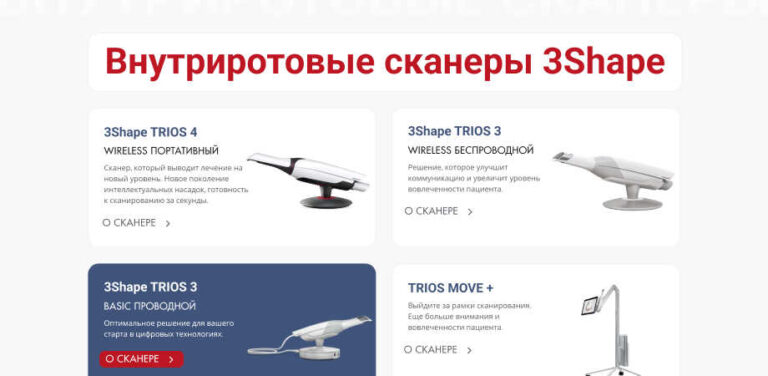 ВНУТРИРОТОВЫЕ СКАНЕРЫ
Внутриротовые сканеры 3Shape
3Shape TRIOS 4
WIRELESS ПОРТАТИВНЫЙ
Сканер, который выводит лечение на
новый уровень. Новое поколение
интеллектуальных насадок, готовность
к сканированию за секунды.
О СКАНЕРЕ >
3Shape TRIOS 3
WIRELESS БЕСПРОВОДНОЙ
Решение, которое улучшит
коммуникацию и увеличит уровень
вовлеченности пациента.
О СКАНЕРЕ >
3Shape TRIOS 3
BASIC ПРОВОДНОЙ
Оптимальное решение для вашего
старта в цифровых технологиях.
О СКАНЕРЕ >
TRIOS MOVE +
Выйдите за рамки сканирования.
Еще больше внимания и
вовлеченности пациента.
О СКАНЕРЕ >